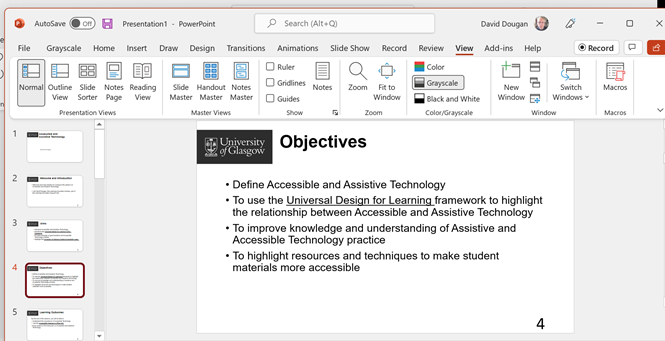 AutoSave Off Presentation1 - PowerPoint Search (Alt+Q) David Dougan
File Grayscale Home Insert Draw Design Transitions Animations Slide Show Record Review View Add-ins Help Record
Normal Outline View Slide Sorter Notes Page Reading View
Presentation Views
Slide Master Handout Master Notes Master
Master Views
Ruler
Gridlines
Guides
Notes
Show
Zoom Fit to Window
Zoom
Color
Grayscale
Black and White
Color/Grayscale
New Window Switch Windows
Window
Macros
Macros
1
2
3
4
Objectives
5
Learning Outcomes
University of Glasgow
Objectives
• Define Accessible and Assistive Technology
• To use the Universal Design for Learning framework to highlight
the relationship between Accessible and Assistive Technology
• To improve knowledge and understanding of Assistive and
Accessible Technology practice
• To highlight resources and techniques to make student
materials more accessible
4